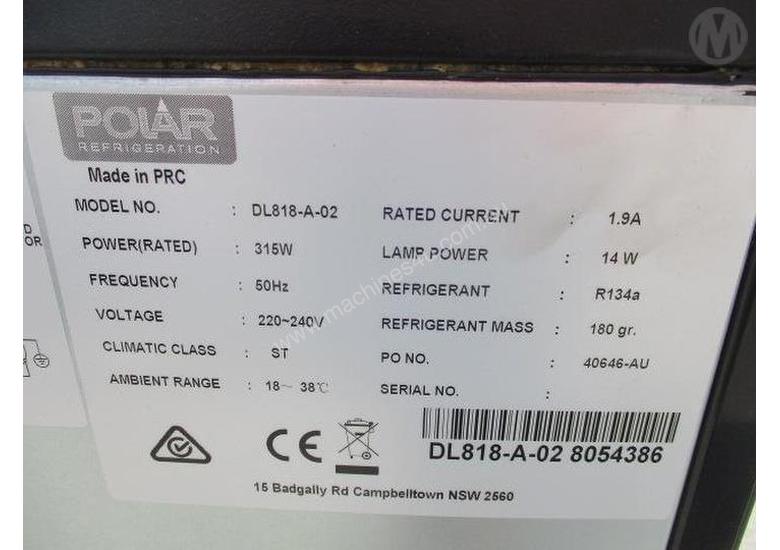 POLAR
REFRIGERATION
Made in PRC
MODEL NO. : DL818-A-02
POWER(RATED) : 315W
FREQUENCY : 50Hz
VOLTAGE : 220~240V
CLIMATIC CLASS : ST
AMBIENT RANGE : 18~ 38℃
RATED CURRENT : 1.9A
LAMP POWER : 14 W
REFRIGERANT : R134a
REFRIGERANT MASS : 180 gr.
PO NO. : 40646-AU
SERIAL NO. :
DL818-A-02 8054386
CE
15 Badgally Rd Campbelltown NSW 2560
D
OR
M